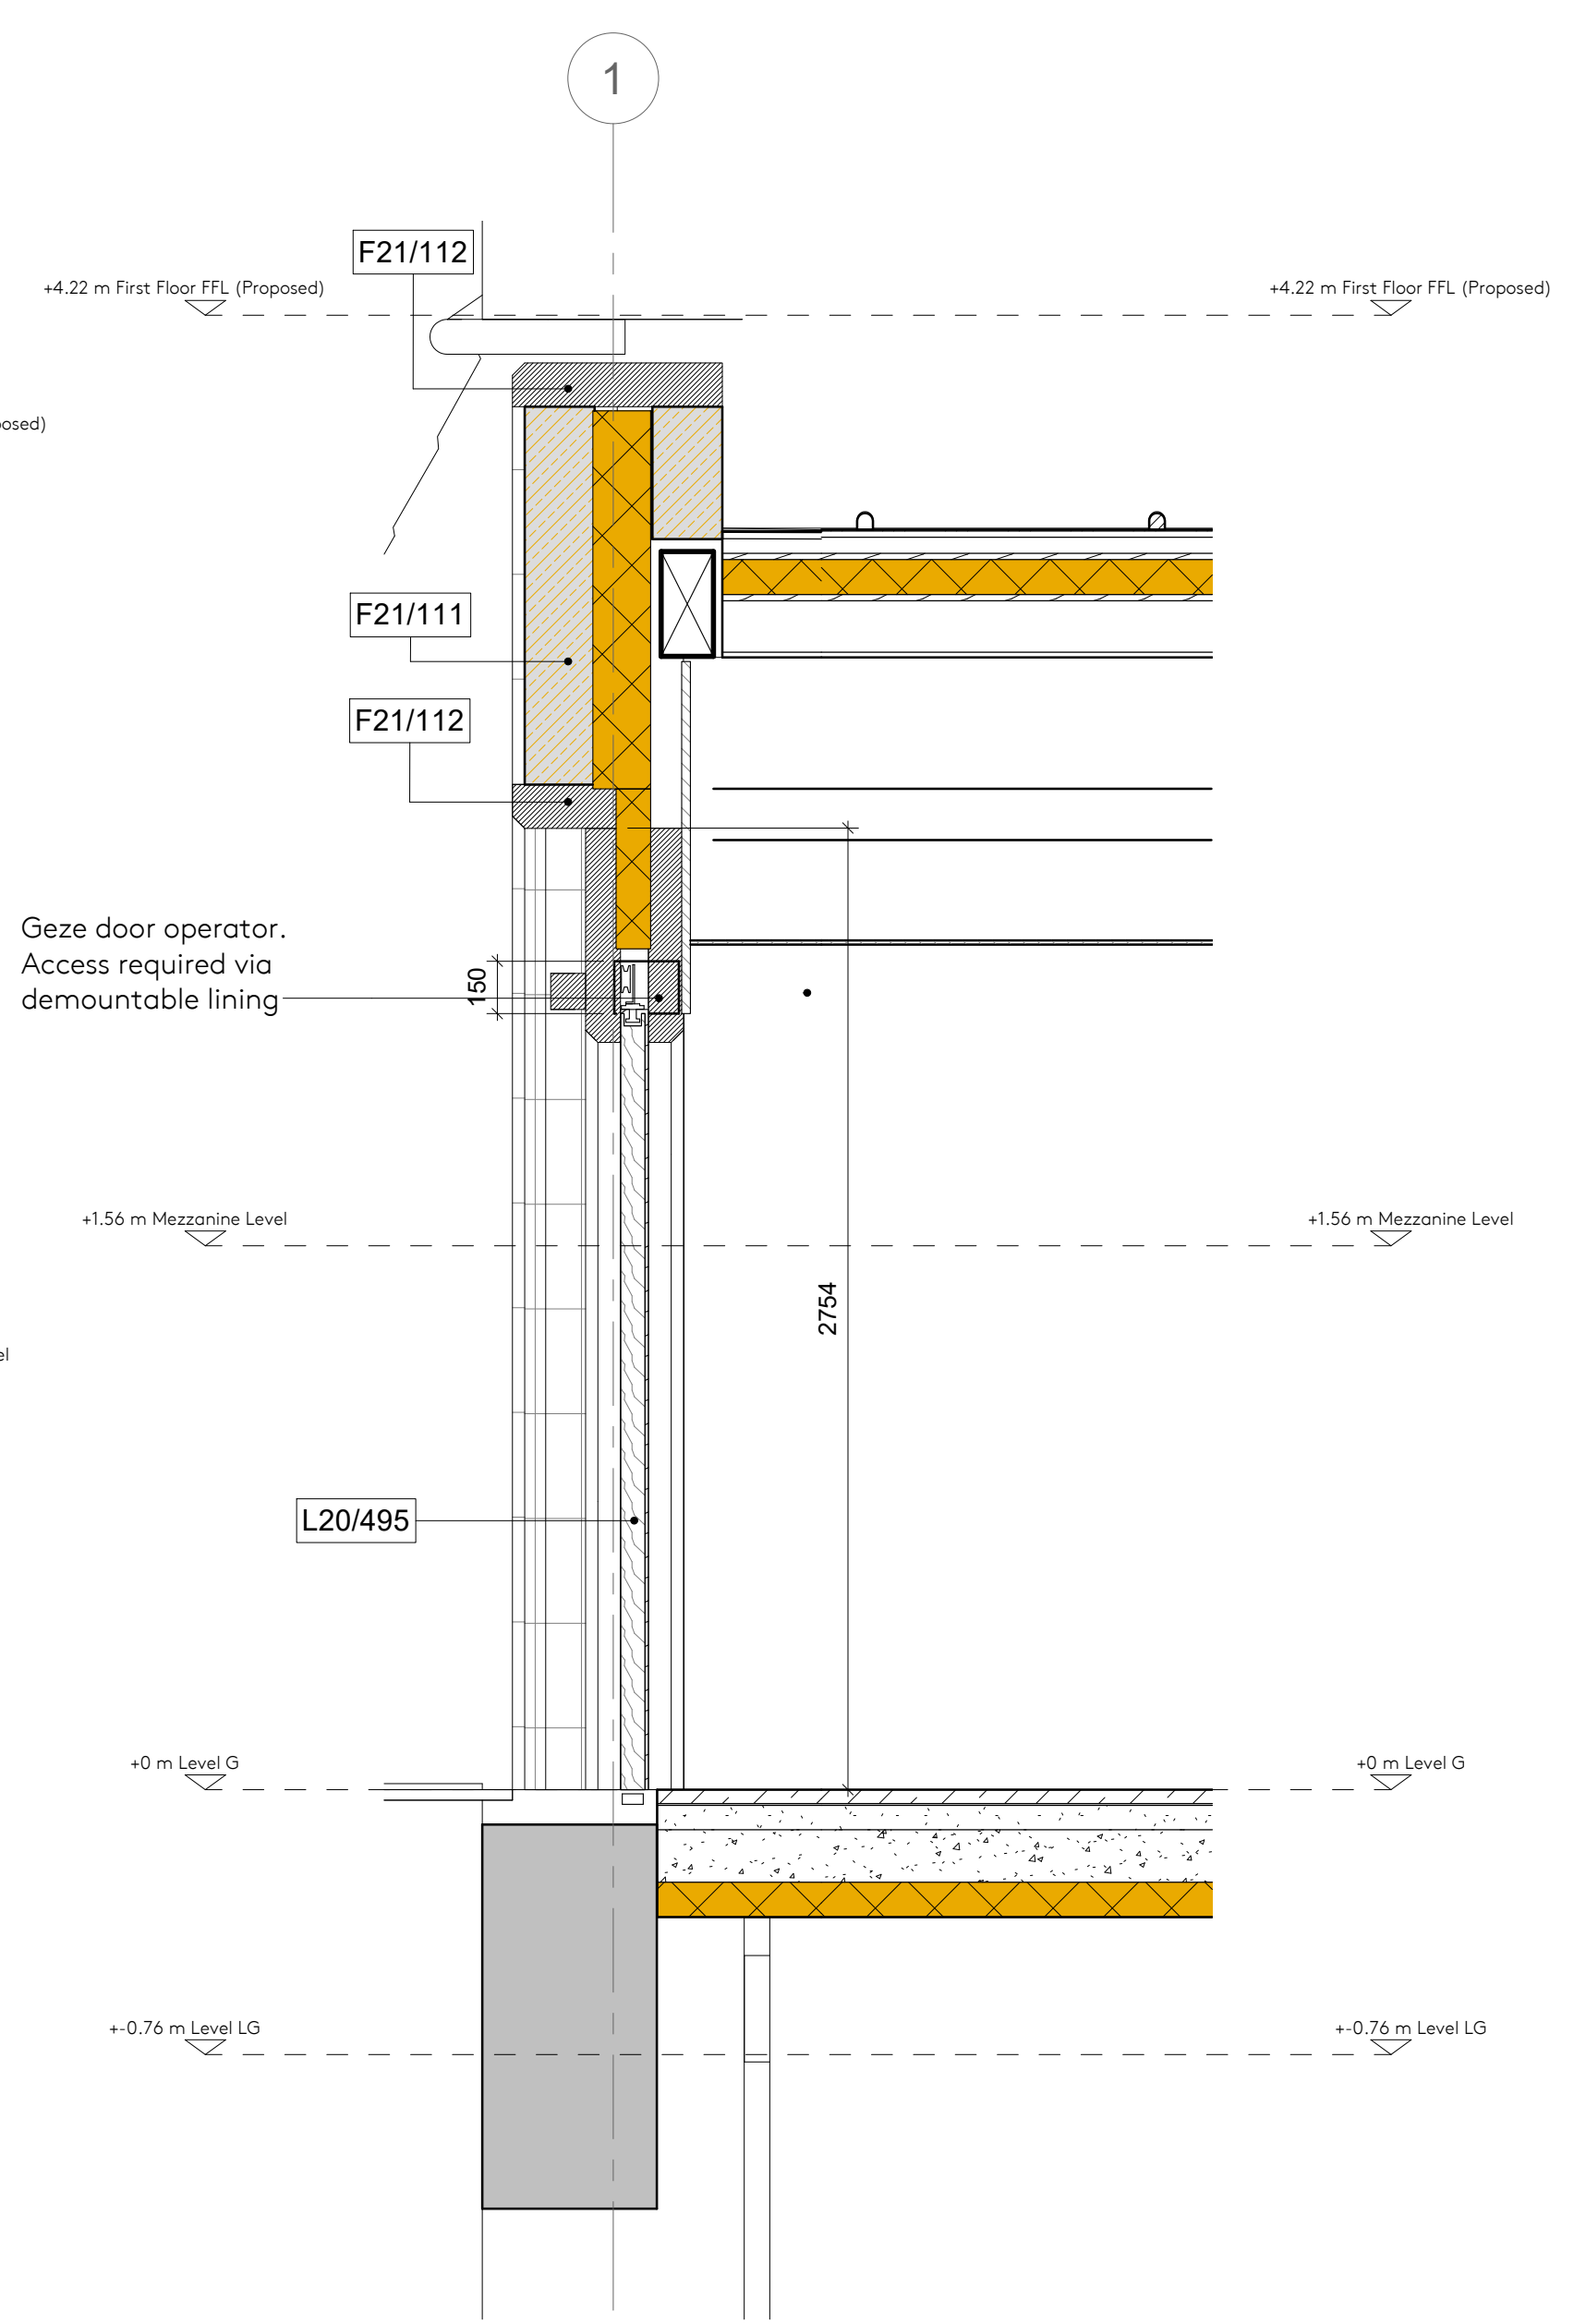 1
F21/112
+4.22 m First Floor FFL (Proposed)
+4.22 m First Floor FFL (Proposed)
osed)
F21/111
F21/112
Geze door operator.
Access required via
demountable lining
150
+1.56 m Mezzanine Level
+1.56 m Mezzanine Level
2754
el
L20/495
+0 m Level G
+0 m Level G
+-0.76 m Level LG
+-0.76 m Level LG